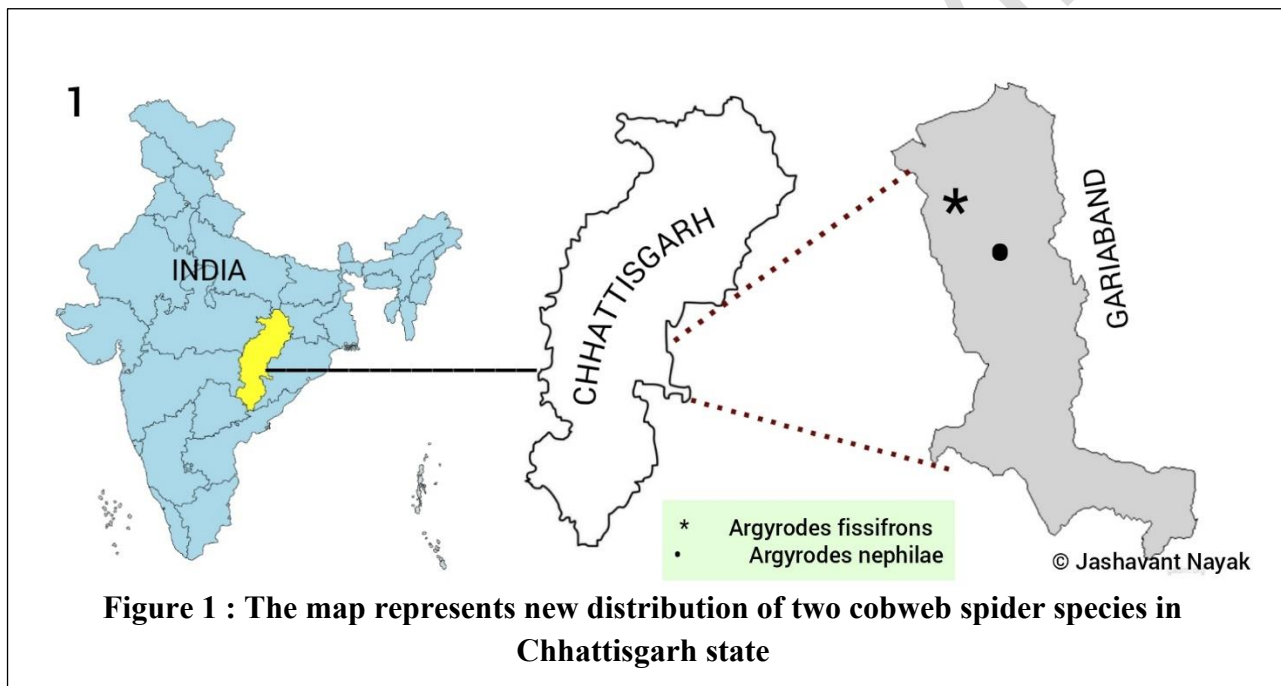 1
INDIA
CHHATTISGARH
GARIABAND
* Argyrodes fissifrons
• Argyrodes nephilae
© Jashavant Nayak
Figure 1 : The map represents new distribution of two cobweb spider species in
Chhattisgarh state